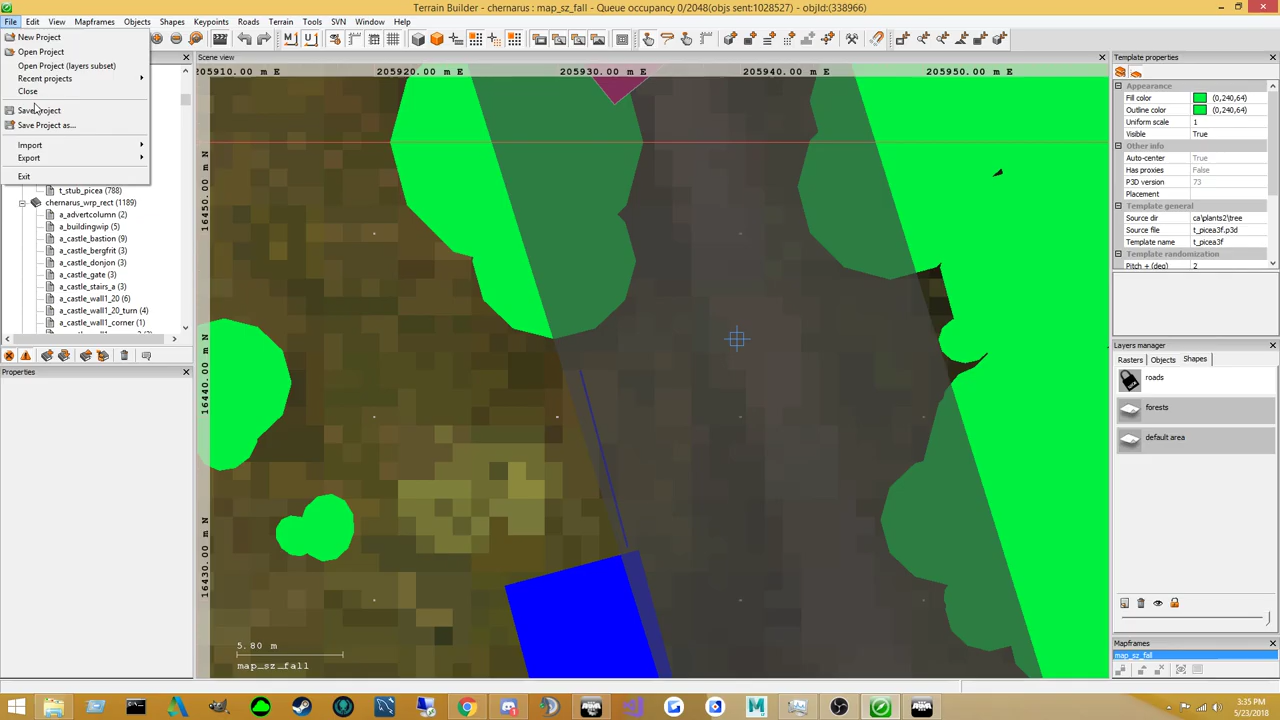 Terrain Builder - chernarus : map_sz_fall - Queue occupancy 0/2048 (objs sent:1028527) - objId:(338966)
File Edit View Mapframes Objects Shapes Keypoints Roads Terrain Tools SVN Windows Help
New Project
Open Project
Open Project (layers subset)
Recent projects
Close
Save Project
Save Project as...
Import
Export
Exit
t_stub_picea (788)
chernarus_wrp_rect (1189)
a_advertcolumn (2)
a_buildingwip (5)
a_castle_bastion (9)
a_castle_bergfrit (3)
a_castle_donjon (3)
a_castle_gate (3)
a_castle_stairs_a (3)
a_castle_wall1_20 (6)
a_castle_wall1_20_turn (4)
a_castle_wall1_corner (1)
Properties
Scene view
205910.00 m E 205920.00 m E 205930.00 m E 205940.00 m E 205950.00 m E
16450.00 m N
16440.00 m N
16430.00 m N
5.80 m
map_sz_fall
Template properties
Appearance
Fill color (0,240,64)
Outline color (0,240,64)
Uniform scale 1
Visible True
Other info
Auto-center True
Has proxies False
P3D version 73
Placement
Template general
Source dir ca\plants2\tree
Source file t_picea3f.p3d
Template name t_picea3f
Template randomization
Pitch + (deg) 2
Layers manager
Rasters Objects Shapes
roads
forests
default area
Mapframes
map_sz_fall
3:35 PM
5/23/2018